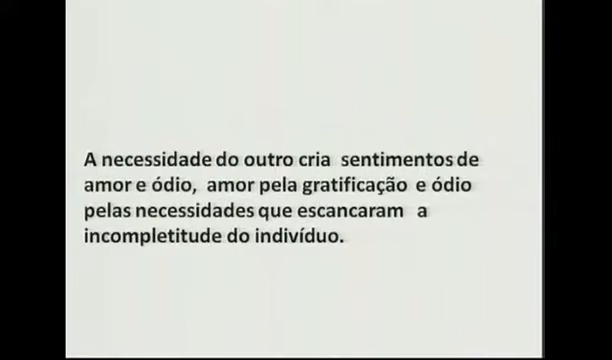 A necessidade do outro cria sentimentos de
amor e ódio, amor pela gratificação e ódio
pelas necessidades que escancaram a
incompletitude do indivíduo.